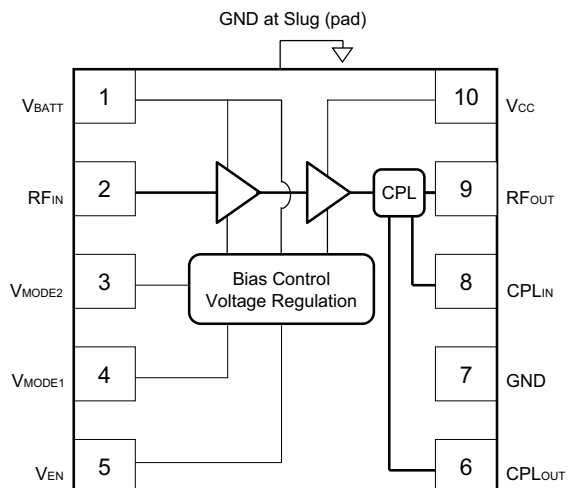 GND at Slug (pad)
VBATT
1
10
VCC
RFIN
2
CPL
9
RFOUT
VMODE2
3
Bias Control
Voltage Regulation
8
CPLIN
VMODE1
4
7
GND
VEN
5
6
CPLOUT